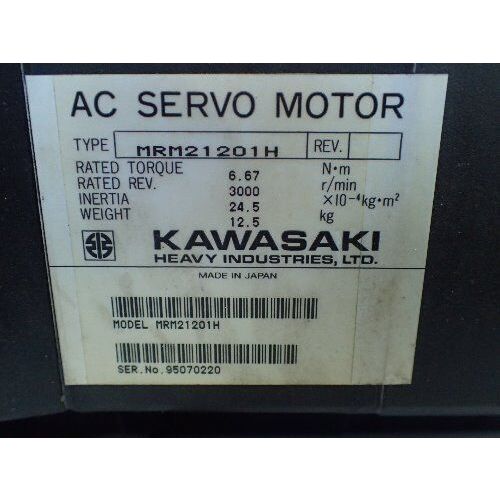 AC SERVO MOTOR
TYPE MRM21201H REV.
RATED TORQUE 6.67 N·m
RATED REV. 3000 r/min
INERTIA 24.5 ×10⁻⁴kg·m²
WEIGHT 12.5 kg
KAWASAKI
HEAVY INDUSTRIES, LTD.
MADE IN JAPAN
MODEL MRM21201H
SER.No.95070220